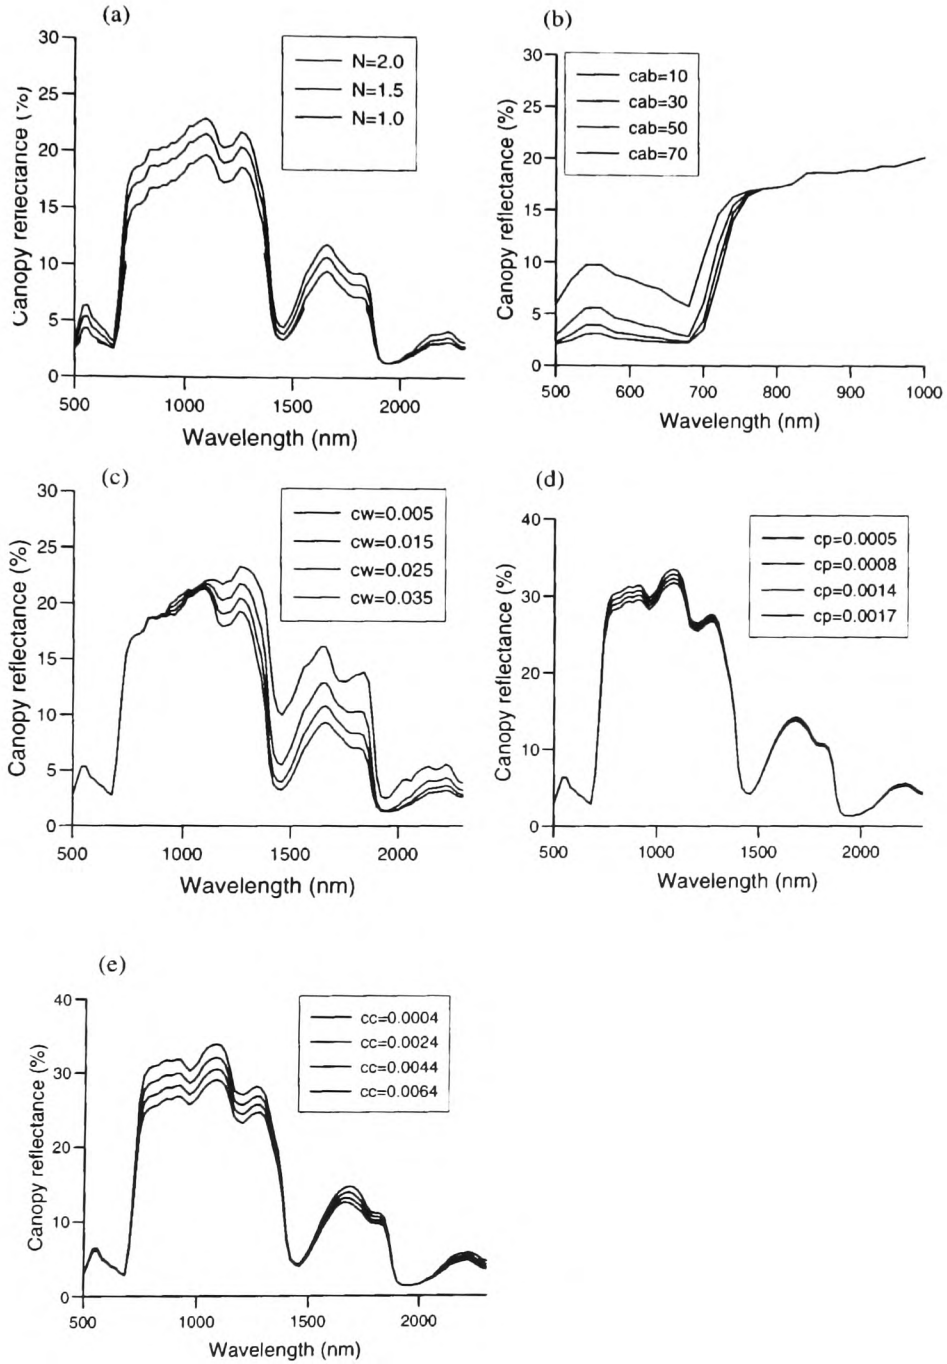 (a)
30
25
20
15
10
5
0
Canopy reflectance (%)
N=2.0
N=1.5
N=1.0
500 1000 1500 2000
Wavelength (nm)
(b)
30
25
20
15
10
5
0
Canopy reflectance (%)
cab=10
cab=30
cab=50
cab=70
500 600 700 800 900 1000
Wavelength (nm)
(c)
30
25
20
15
10
5
0
Canopy reflectance (%)
cw=0.005
cw=0.015
cw=0.025
cw=0.035
500 1000 1500 2000
Wavelength (nm)
(d)
40
30
20
10
0
Canopy reflectance (%)
cp=0.0005
cp=0.0008
cp=0.0014
cp=0.0017
500 1000 1500 2000
Wavelength (nm)
(e)
40
30
20
10
0
Canopy reflectance (%)
cc=0.0004
cc=0.0024
cc=0.0044
cc=0.0064
500 1000 1500 2000
Wavelength (nm)